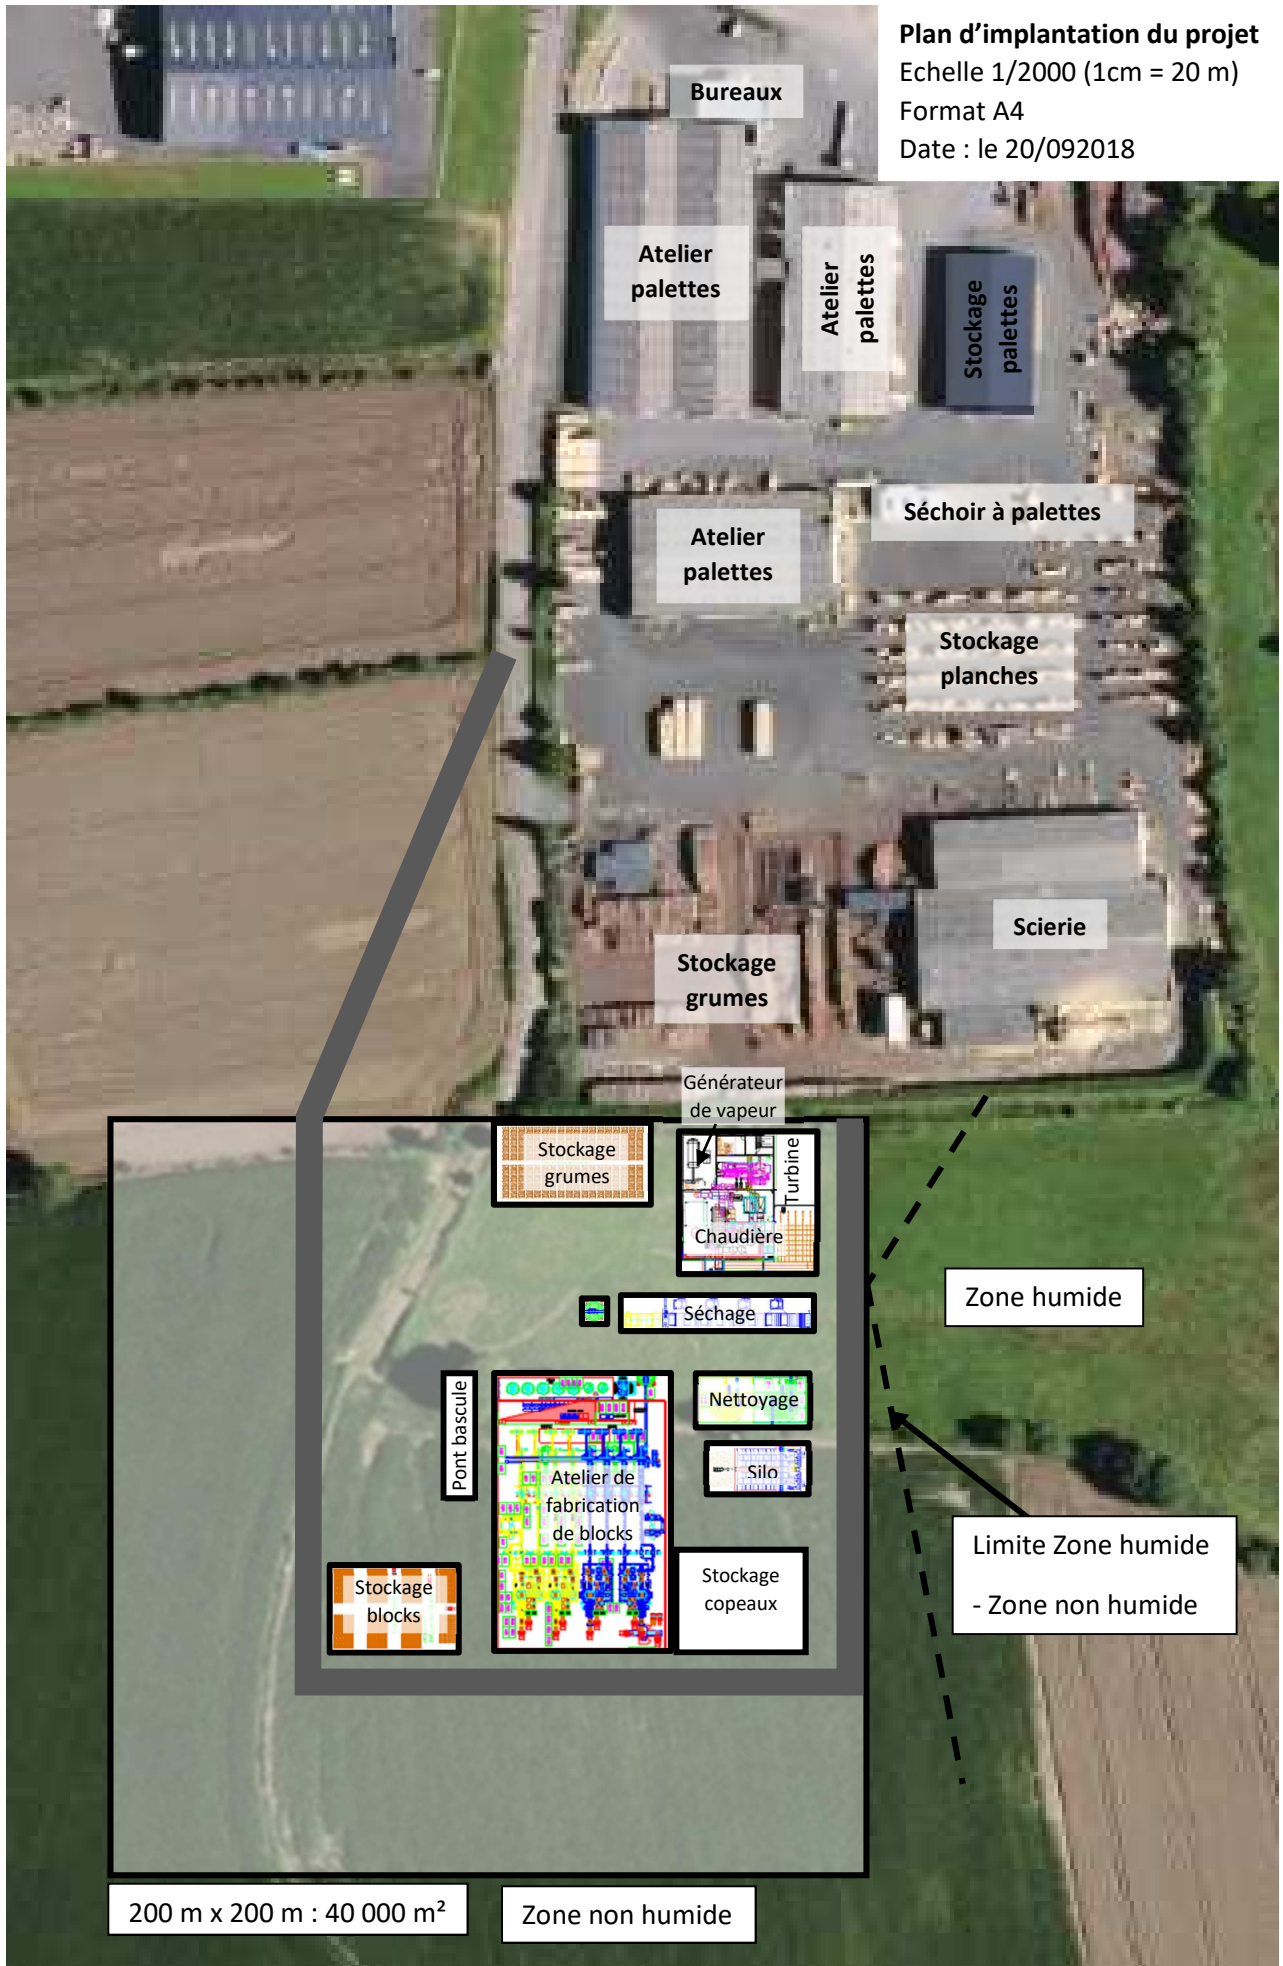 Plan d’implantation du projet
Echelle 1/2000 (1cm = 20 m)
Format A4
Date : le 20/092018
Bureaux
Atelier
palettes
Atelier
palettes
Stockage
palettes
Atelier
palettes
Séchoir à palettes
Stockage
planches
Scierie
Stockage
grumes
Générateur
de vapeur
Stockage
grumes
Turbine
Chaudière
Zone humide
Séchage
Pont bascule
Nettoyage
Atelier de
fabrication
de blocks
Silo
Limite Zone humide
- Zone non humide
Stockage
blocks
Stockage
copeaux
200 m x 200 m : 40 000 m²
Zone non humide